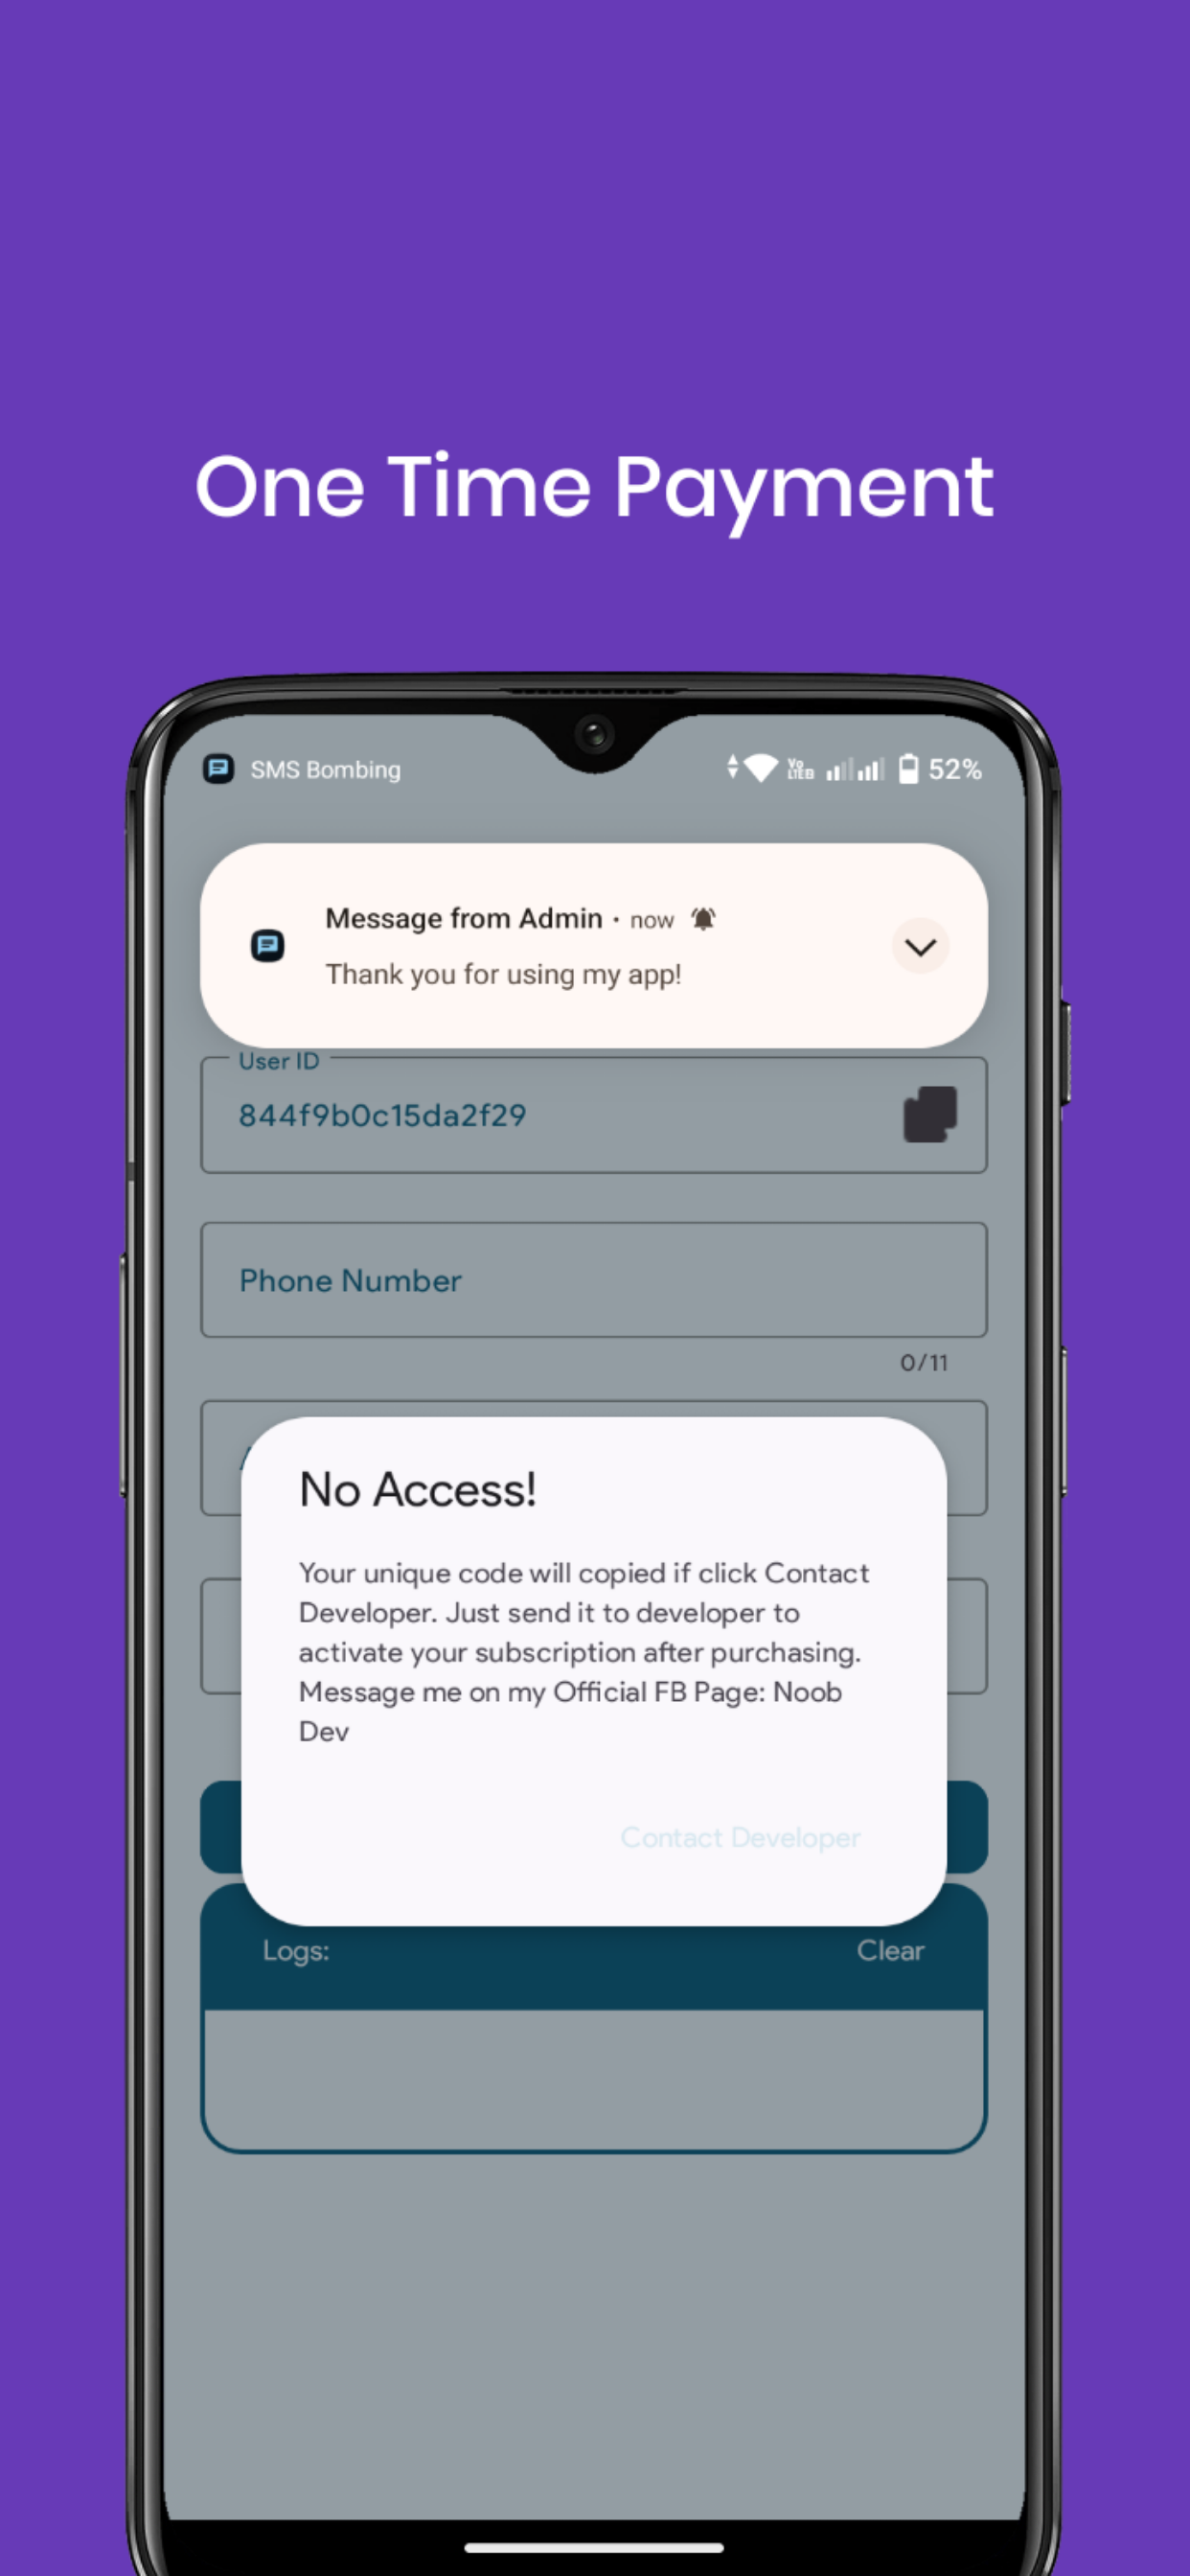 One Time Payment
SMS Bombing
52%
Message from Admin · now
Thank you for using my app!
User ID
844f9b0c15da2f29
Phone Number
0/11
No Access!
Your unique code will copied if click Contact
Developer. Just send it to developer to
activate your subscription after purchasing.
Message me on my Official FB Page: Noob
Dev
Contact Developer
Logs:
Clear